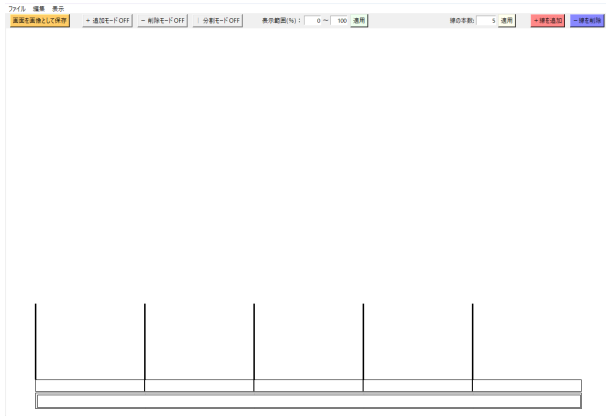 ファイル 編集 表示
画面を画像として保存 + 追加モードOFF − 削除モードOFF | 分割モードOFF 表示範囲(%): 0 ～ 100 適用 線の本数: 5 適用 +線を追加 −線を削除